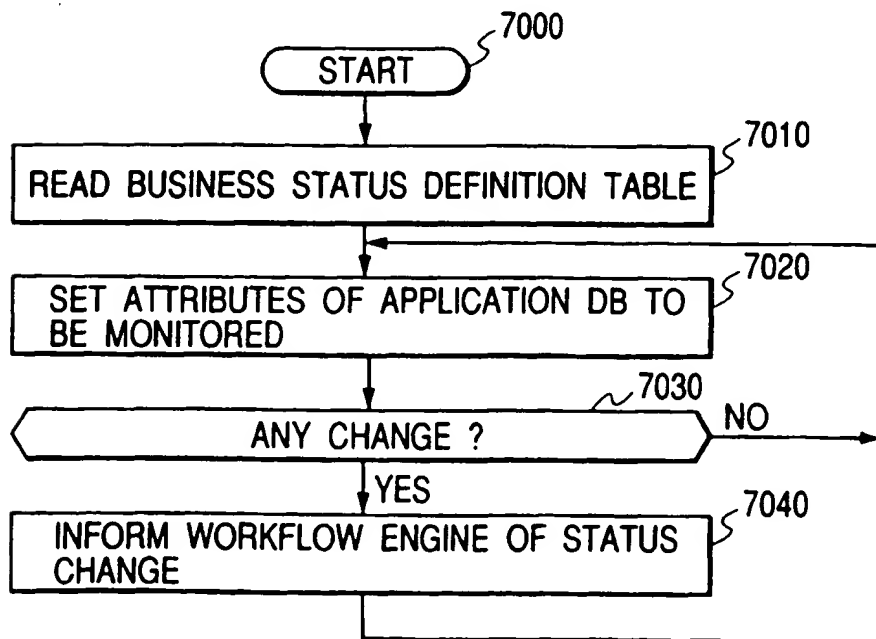 7000
START
7010
READ BUSINESS STATUS DEFINITION TABLE
7020
SET ATTRIBUTES OF APPLICATION DB TO
BE MONITORED
7030
ANY CHANGE ?
NO
YES
7040
INFORM WORKFLOW ENGINE OF STATUS
CHANGE